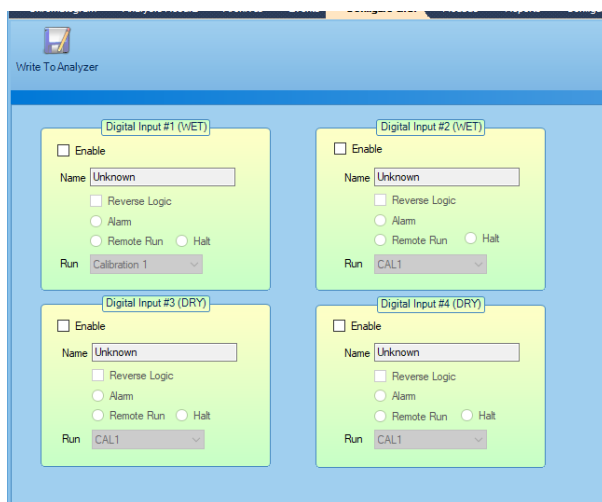 Write To Analyzer
Digital Input #1 (WET)
Enable
Name Unknown
Reverse Logic
Alarm
Remote Run Halt
Run Calibration 1
Digital Input #2 (WET)
Enable
Name Unknown
Reverse Logic
Alarm
Remote Run Halt
Run CAL1
Digital Input #3 (DRY)
Enable
Name Unknown
Reverse Logic
Alarm
Remote Run Halt
Run CAL1
Digital Input #4 (DRY)
Enable
Name Unknown
Reverse Logic
Alarm
Remote Run Halt
Run CAL1